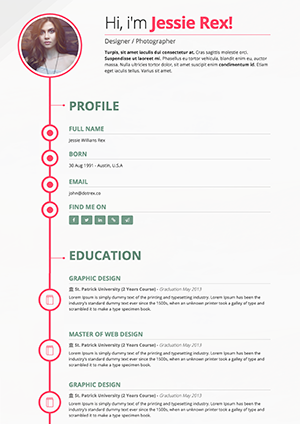 Hi, i'm Jessie Rex!
Designer / Photographer
Turpis, sit amet iaculis dui consectetur at. Cras sagittis molestie ex.
Suspendisse ut laoreet mi. Phasellus eu tortor vehicula, blandit enim eu, mauris
nulla. Vestibulum ultrices dolor, sit amet suscipit enim condimentum id. Etiam eget
Vivamus sit amet.
PROFILE
FULL NAME
Jessie Williams Rex
BORN
30 Aug 1991 - Austin, U.S.A
EMAIL
john@dotrex.co
FIND ME ON
EDUCATION
GRAPHIC DESIGN
St. Patrick University (2 Years Course) - Graduation May 2013
Lorem Ipsum is simply dummy text of the printing and typesetting industry.
Lorem Ipsum has been the industry's standard dummy text ever since the
1500s, when an unknown printer took a galley of type and
scrambled it to make a type specimen book.
MASTER OF WEB DESIGN
St. Patrick University (2 Years Course) - Graduation May 2013
Lorem Ipsum is simply dummy text of the printing and typesetting industry.
Lorem Ipsum has been the industry's standard dummy text ever since the
1500s, when an unknown printer took a galley of type and
scrambled it to make a type specimen book.
GRAPHIC DESIGN
St. Patrick University (2 Years Course) - Graduation May 2013
Lorem Ipsum is simply dummy text of the printing and typesetting industry.
Lorem Ipsum has been the industry's standard dummy text ever since the
1500s, when an unknown printer took a galley of type and
scrambled it to make a type specimen book.